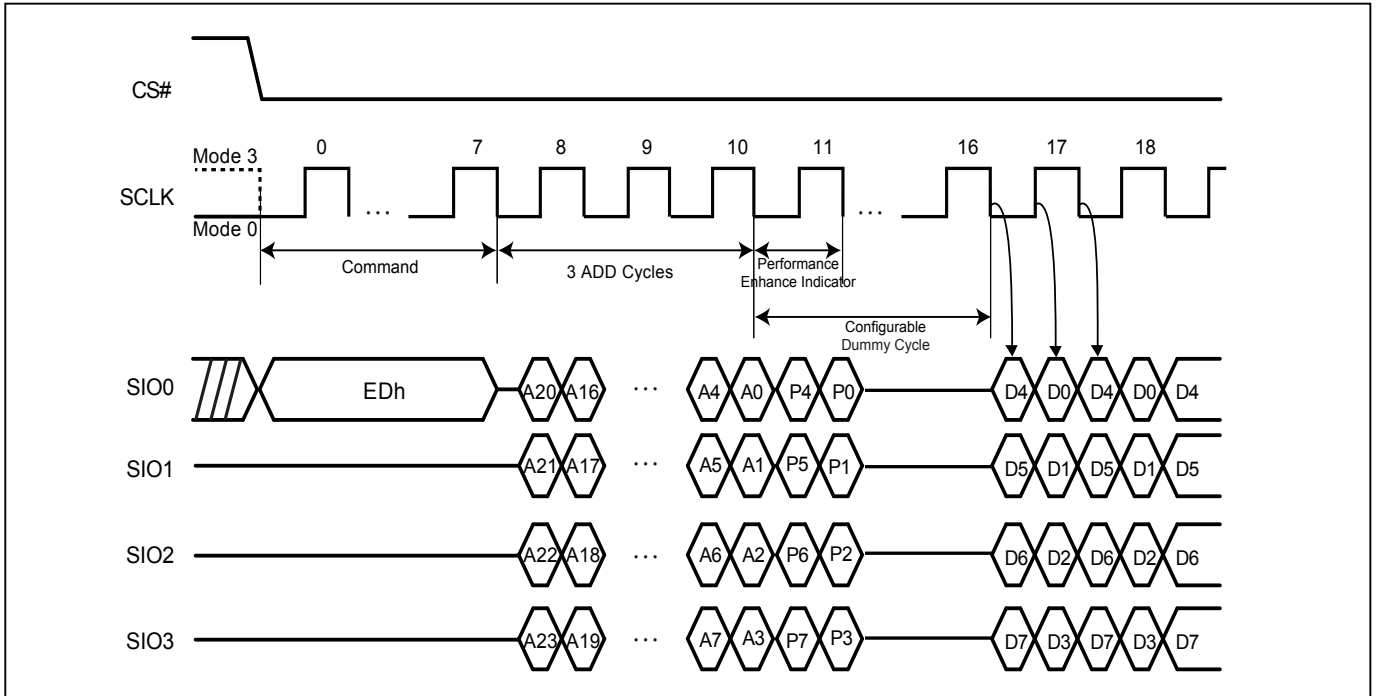 CS#
0 7 8 9 10 11 16 17 18
Mode 3
SCLK
...
...
Mode 0
Command
3 ADD Cycles
Performance
Enhance Indicator
Configurable
Dummy Cycle
SIO0 EDh A20 A16 ... A4 A0 P4 P0 D4 D0 D4 D0 D4
SIO1 A21 A17 ... A5 A1 P5 P1 D5 D1 D5 D1 D5
SIO2 A22 A18 ... A6 A2 P6 P2 D6 D2 D6 D2 D6
SIO3 A23 A19 ... A7 A3 P7 P3 D7 D3 D7 D3 D7